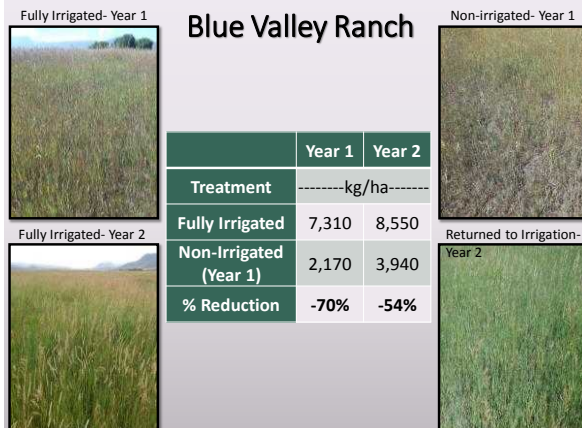 Fully Irrigated- Year 1
Blue Valley Ranch
Non-irrigated- Year 1
Year 1 Year 2
Treatment --------kg/ha-------
Fully Irrigated 7,310 8,550
Non-Irrigated
(Year 1) 2,170 3,940
% Reduction -70% -54%
Fully Irrigated- Year 2
Returned to Irrigation-
Year 2